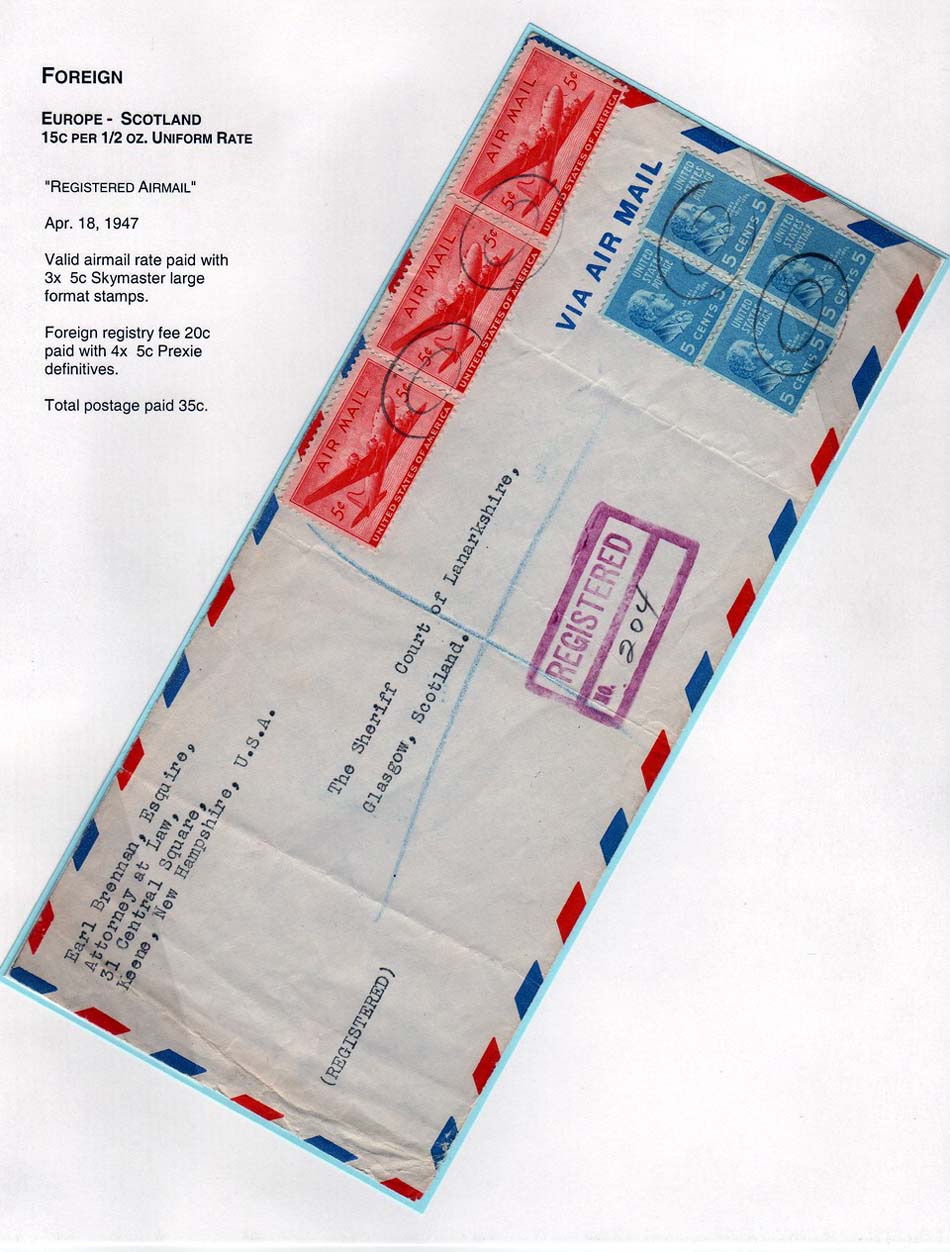 FOREIGN
EUROPE - SCOTLAND
15C PER 1/2 OZ. UNIFORM RATE
"REGISTERED AIRMAIL"
Apr. 18, 1947
Valid airmail rate paid with
3x 5c Skymaster large
format stamps.
Foreign registry fee 20c
paid with 4x 5c Prexie
definitives.
Total postage paid 35c.
AIR MAIL
5¢
5¢
UNITED STATES OF AMERICA
AIR MAIL
5¢
5¢
UNITED STATES OF AMERICA
AIR MAIL
5¢
5¢
UNITED STATES OF AMERICA
VIA AIR MAIL
UNITED
STATES
POSTAGE
5 CENTS 5
UNITED
STATES
POSTAGE
5 CENTS 5
UNITED
STATES
POSTAGE
5 CENTS 5
UNITED
STATES
POSTAGE
5 CENTS 5
Earl Brennan, Esquire,
Attorney at Law,
31 Central Square,
Keene, New Hampshire, U.S.A.
The Sheriff Court of Lanarkshire,
Glasgow, Scotland.
REGISTERED
No. 204
(REGISTERED)